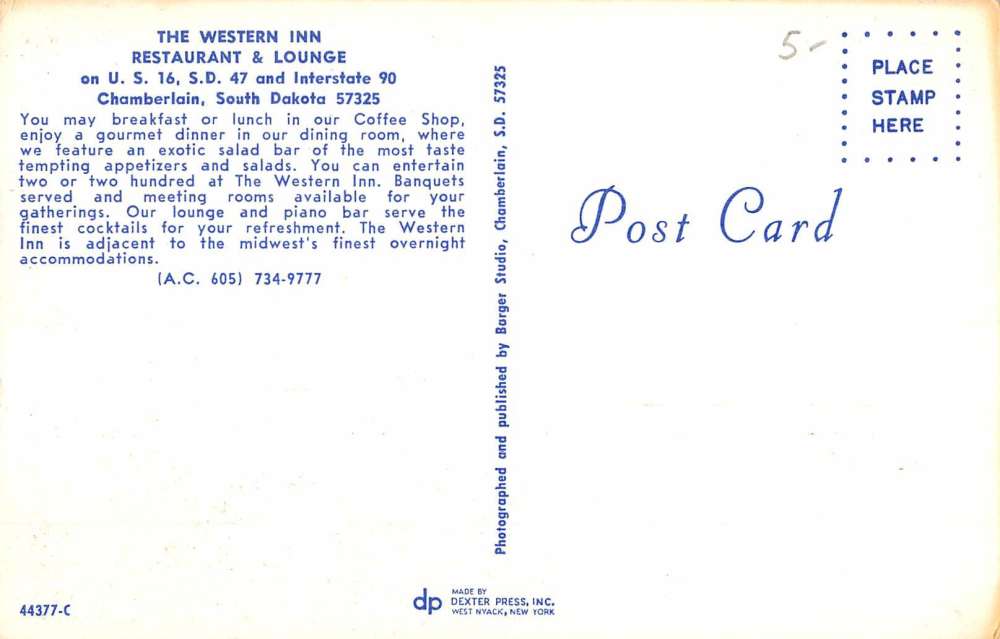 THE WESTERN INN
RESTAURANT & LOUNGE
on U. S. 16, S.D. 47 and Interstate 90
Chamberlain, South Dakota 57325
You may breakfast or lunch in our Coffee Shop,
enjoy a gourmet dinner in our dining room, where
we feature an exotic salad bar of the most taste
tempting appetizers and salads. You can entertain
two or two hundred at The Western Inn. Banquets
served and meeting rooms available for your
gatherings. Our lounge and piano bar serve the
finest cocktails for your refreshment. The Western
Inn is adjacent to the midwest's finest overnight
accommodations.
(A.C. 605) 734-9777
44377-C
Photographed and published by Barger Studio, Chamberlain, S.D. 57325
dp
MADE BY
DEXTER PRESS, INC.
WEST NYACK, NEW YORK
5-
PLACE
STAMP
HERE
Post Card